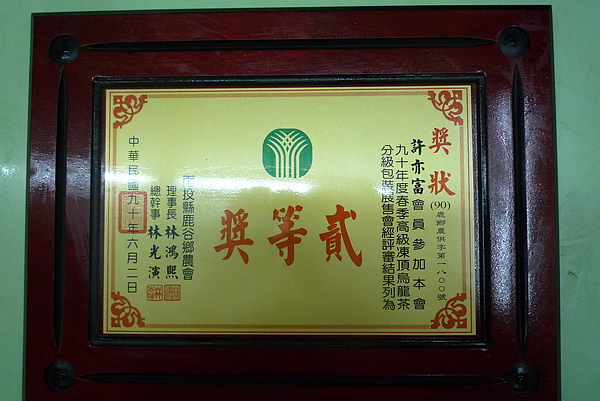 獎狀
(90)鹿鄉農供字第一八００號
許亦富會員參加本會
九十年度春季高級凍頂烏龍茶
分級包裝展售會經評審結果列為
貳等獎
南投縣鹿谷鄉農會
理事長 林鴻熙
總幹事 林光演
中華民國九十年六月二日